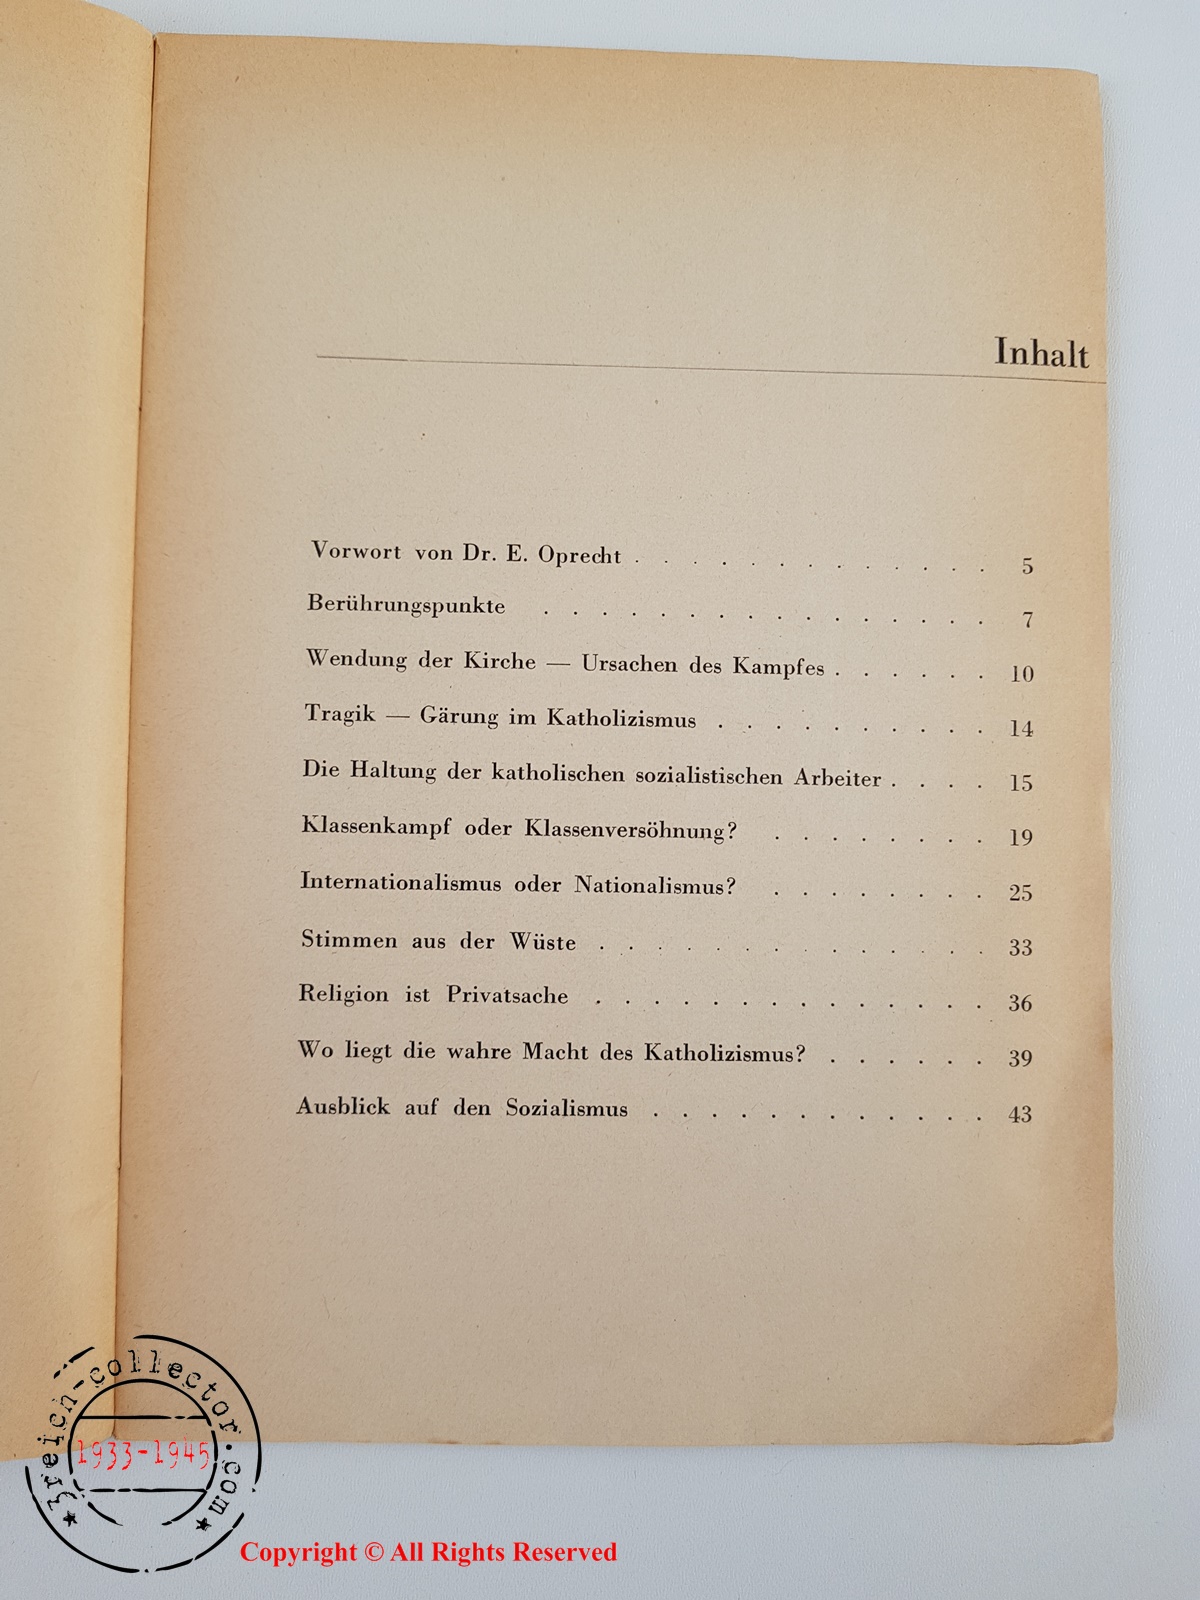 Inhalt
Vorwort von Dr. E. Oprecht . . . . . . . . . . . . . 5
Berührungspunkte . . . . . . . . . . . . . . . . 7
Wendung der Kirche — Ursachen des Kampfes . . . . . . 10
Tragik — Gärung im Katholizismus . . . . . . . . . . 14
Die Haltung der katholischen sozialistischen Arbeiter . . . . 15
Klassenkampf oder Klassenversöhnung? . . . . . . . . 19
Internationalismus oder Nationalismus? . . . . . . . . 25
Stimmen aus der Wüste . . . . . . . . . . . . . . 33
Religion ist Privatsache . . . . . . . . . . . . . . 36
Wo liegt die wahre Macht des Katholizismus? . . . . . . 39
Ausblick auf den Sozialismus . . . . . . . . . . . . 43
3reich-collector.com
1933-1945
Copyright © All Rights Reserved